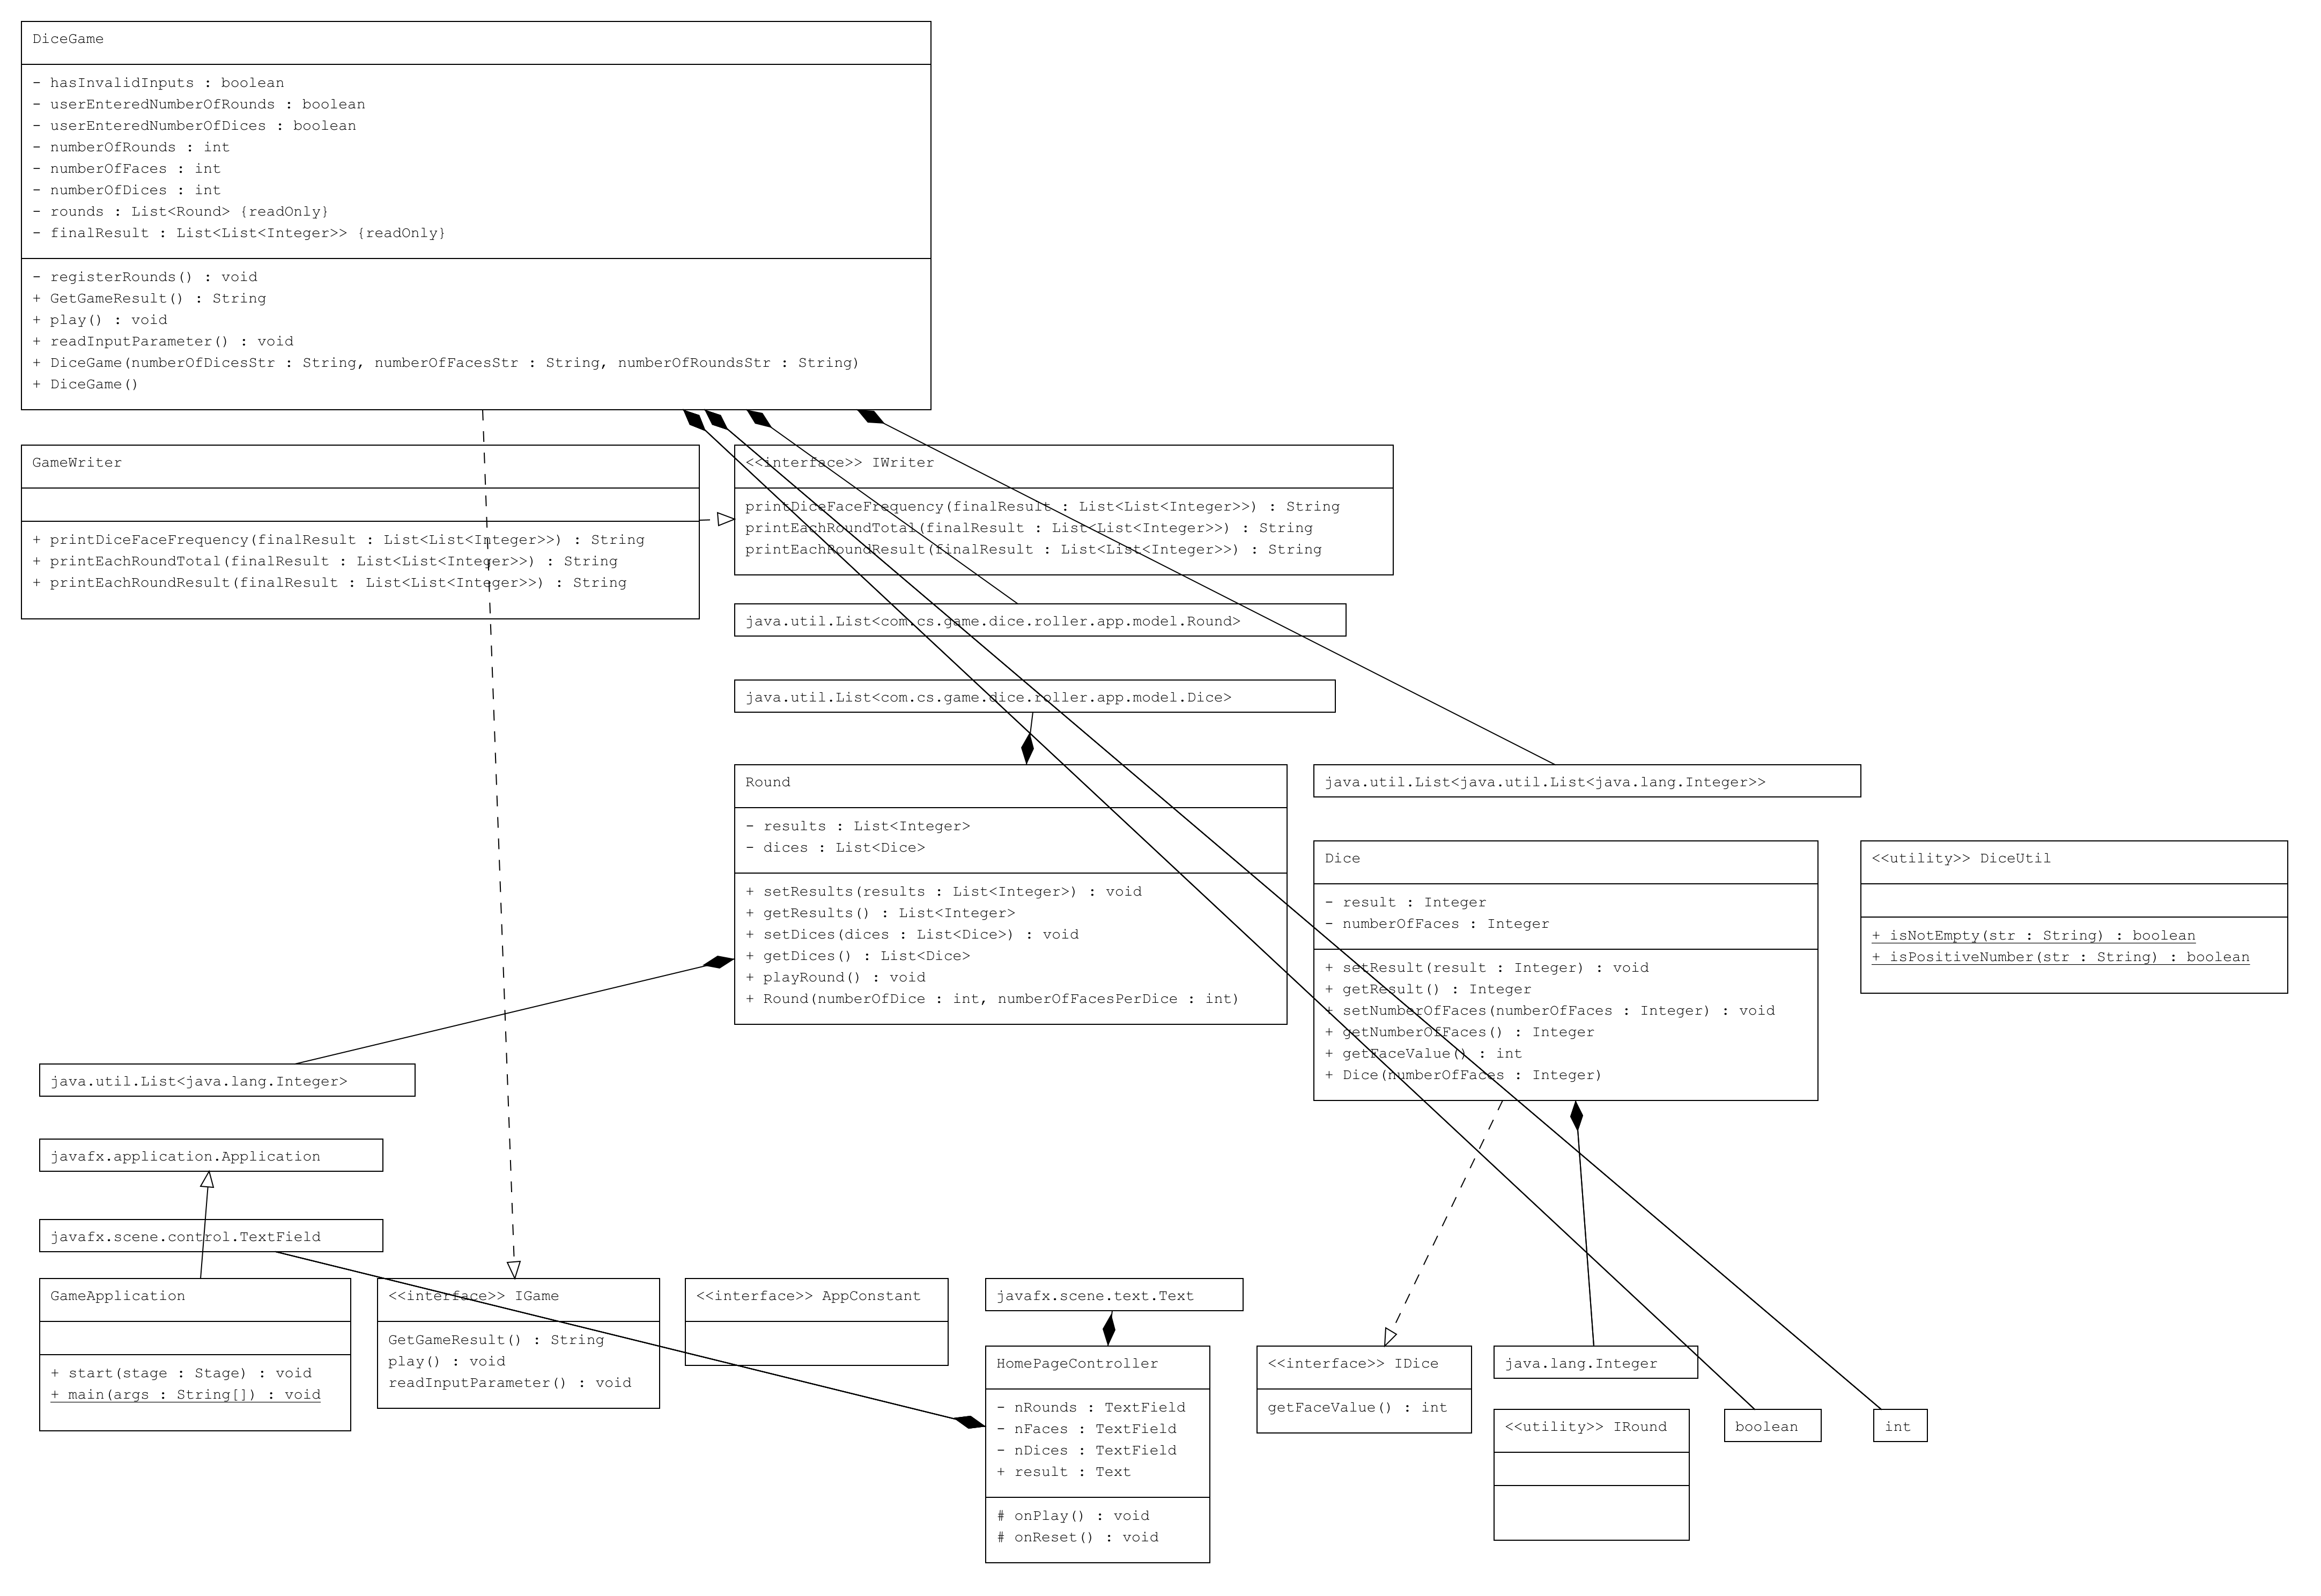 DiceGame
- hasInvalidInputs : boolean
- userEnteredNumberOfRounds : boolean
- userEnteredNumberOfDices : boolean
- numberOfRounds : int
- numberOfFaces : int
- numberOfDices : int
- rounds : List<Round> {readOnly}
- finalResult : List<List<Integer>> {readOnly}
- registerRounds() : void
+ GetGameResult() : String
+ play() : void
+ readInputParameter() : void
+ DiceGame(numberOfDicesStr : String, numberOfFacesStr : String, numberOfRoundsStr : String)
+ DiceGame()
GameWriter
+ printDiceFaceFrequency(finalResult : List<List<Integer>>) : String
+ printEachRoundTotal(finalResult : List<List<Integer>>) : String
+ printEachRoundResult(finalResult : List<List<Integer>>) : String
<<interface>> IWriter
printDiceFaceFrequency(finalResult : List<List<Integer>>) : String
printEachRoundTotal(finalResult : List<List<Integer>>) : String
printEachRoundResult(finalResult : List<List<Integer>>) : String
java.util.List<com.cs.game.dice.roller.app.model.Round>
java.util.List<com.cs.game.dice.roller.app.model.Dice>
Round
- results : List<Integer>
- dices : List<Dice>
+ setResults(results : List<Integer>) : void
+ getResults() : List<Integer>
+ setDices(dices : List<Dice>) : void
+ getDices() : List<Dice>
+ playRound() : void
+ Round(numberOfDice : int, numberOfFacesPerDice : int)
java.util.List<java.util.List<java.lang.Integer>>
Dice
- result : Integer
- numberOfFaces : Integer
+ setResult(result : Integer) : void
+ getResult() : Integer
+ setNumberOfFaces(numberOfFaces : Integer) : void
+ getNumberOfFaces() : Integer
+ getFaceValue() : int
+ Dice(numberOfFaces : Integer)
<<utility>> DiceUtil
+ isNotEmpty(str : String) : boolean
+ isPositiveNumber(str : String) : boolean
java.util.List<java.lang.Integer>
javafx.application.Application
javafx.scene.control.TextField
GameApplication
+ start(stage : Stage) : void
+ main(args : String[]) : void
<<interface>> IGame
GetGameResult() : String
play() : void
readInputParameter() : void
<<interface>> AppConstant
javafx.scene.text.Text
HomePageController
- nRounds : TextField
- nFaces : TextField
- nDices : TextField
+ result : Text
# onPlay() : void
# onReset() : void
<<interface>> IDice
getFaceValue() : int
java.lang.Integer
<<utility>> IRound
boolean
int